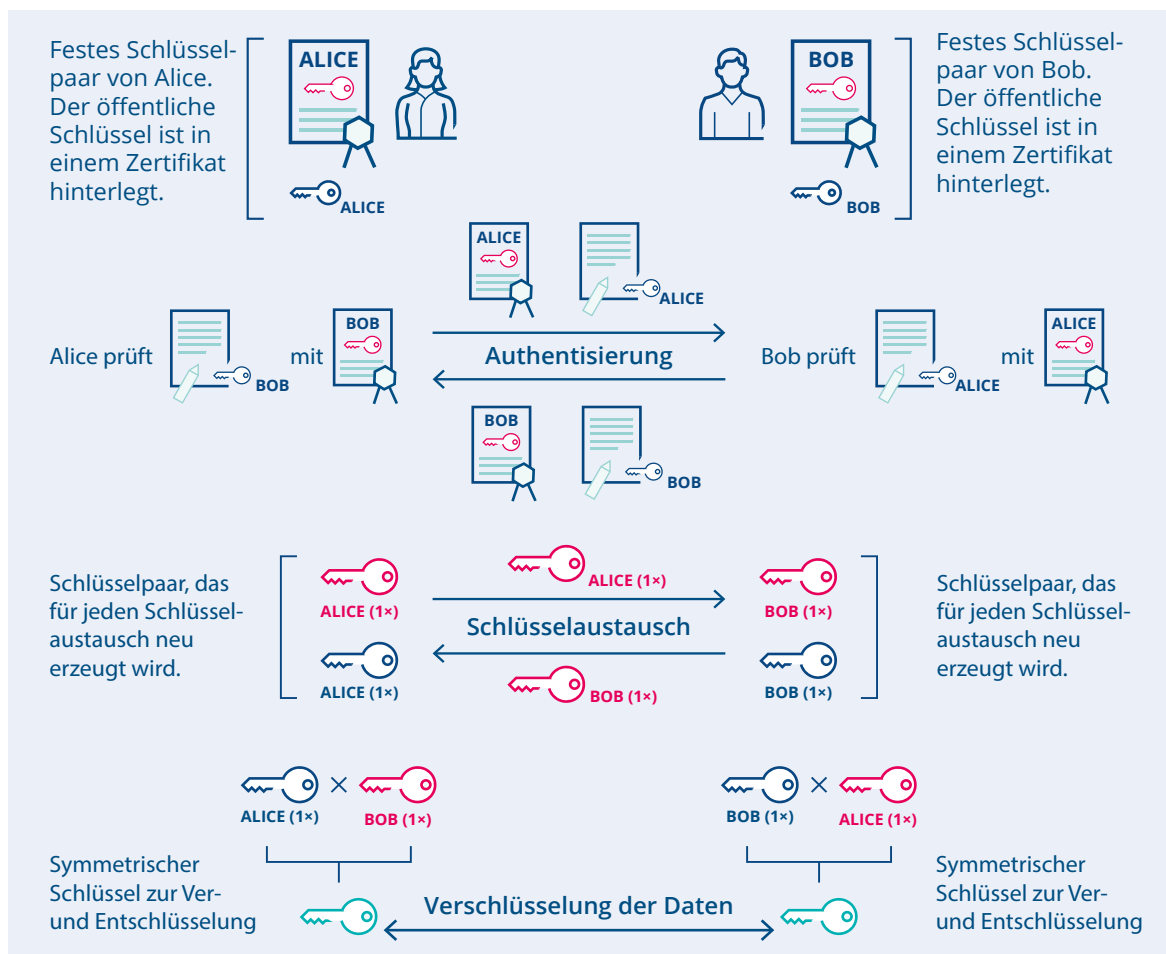 Festes Schlüssel-
paar von Alice.
Der öffentliche
Schlüssel ist in
einem Zertifikat
hinterlegt.
ALICE
ALICE
BOB
BOB
Festes Schlüssel-
paar von Bob.
Der öffentliche
Schlüssel ist in
einem Zertifikat
hinterlegt.
ALICE
ALICE
Alice prüft
BOB
mit
BOB
Authentisierung
Bob prüft
ALICE
mit
ALICE
BOB
BOB
Schlüsselpaar, das
für jeden Schlüssel-
austausch neu
erzeugt wird.
ALICE (1×)
ALICE (1×)
ALICE (1×)
Schlüsselaustausch
BOB (1×)
BOB (1×)
BOB (1×)
Schlüsselpaar, das
für jeden Schlüssel-
austausch neu
erzeugt wird.
ALICE (1×) × BOB (1×)
BOB (1×) × ALICE (1×)
Symmetrischer
Schlüssel zur Ver-
und Entschlüsselung
Verschlüsselung der Daten
Symmetrischer
Schlüssel zur Ver-
und Entschlüsselung